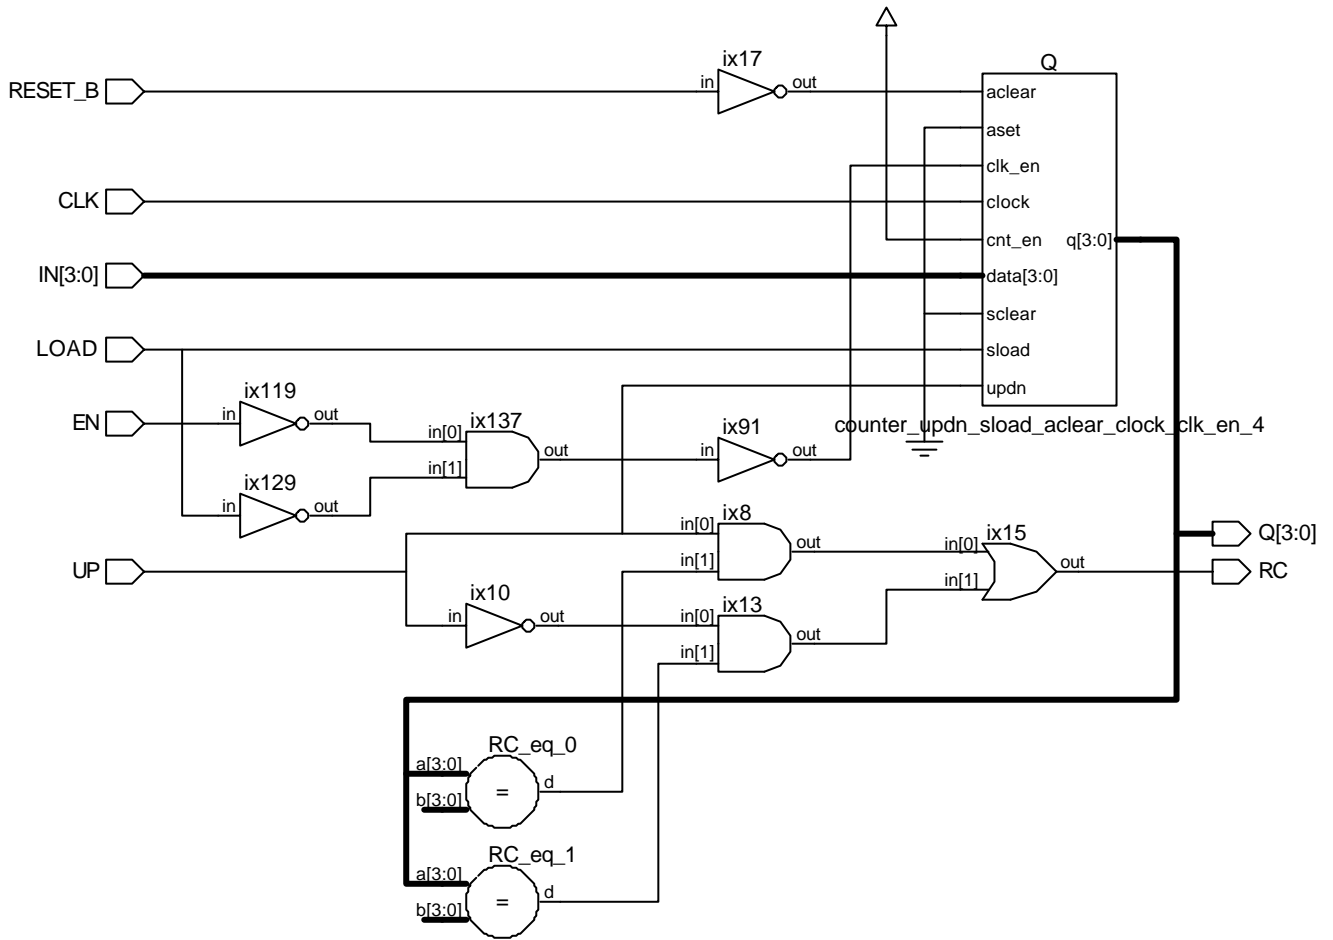 ix17
Q
RESET_B
in
out
aclear
aset
clk_en
CLK
clock
cnt_en
q[3:0]
IN[3:0]
data[3:0]
sclear
LOAD
sload
ix119
updn
EN
in
out
ix137
in[0]
out
ix91
in
out
counter_updn_sload_aclear_clock_clk_en_4
in[1]
ix129
in
out
in[0]
ix8
out
ix15
in[0]
Q[3:0]
UP
in[1]
in[1]
out
RC
ix10
in
out
in[0]
ix13
out
in[1]
RC_eq_0
a[3:0]
=
d
b[3:0]
RC_eq_1
a[3:0]
=
d
b[3:0]